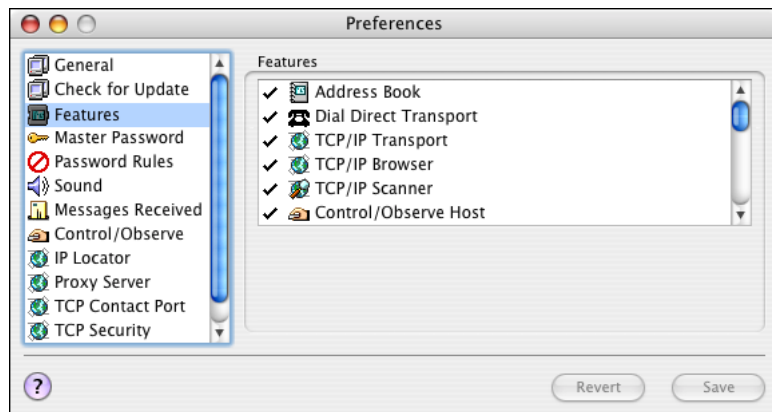 Preferences
General
Check for Update
Features
Master Password
Password Rules
Sound
Messages Received
Control/Observe
IP Locator
Proxy Server
TCP Contact Port
TCP Security
Features
Address Book
Dial Direct Transport
TCP/IP Transport
TCP/IP Browser
TCP/IP Scanner
Control/Observe Host
?
Revert
Save